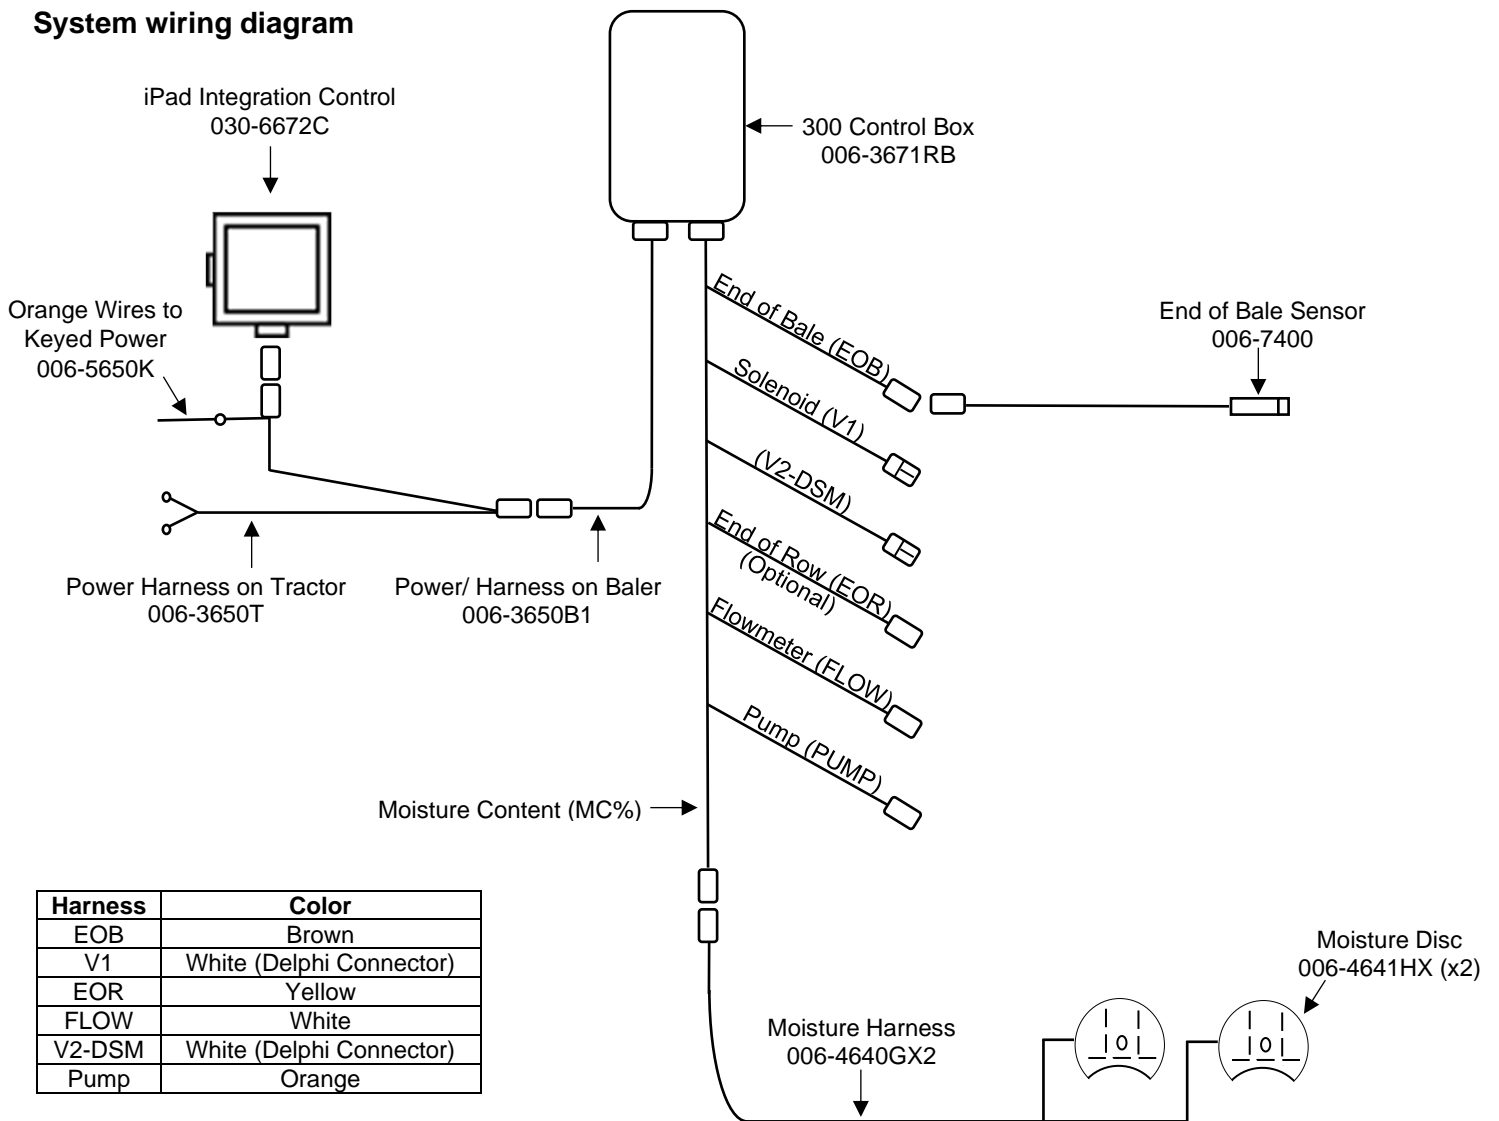 System wiring diagram
iPad Integration Control
030-6672C
300 Control Box
006-3671RB
Orange Wires to
Keyed Power
006-5650K
End of Bale Sensor
006-7400
End of Bale (EOB)
Solenoid (V1)
(V2-DSM)
End of Row (EOR)
(Optional)
Flowmeter (FLOW)
Pump (PUMP)
Power Harness on Tractor
006-3650T
Power/ Harness on Baler
006-3650B1
Moisture Content (MC%)
Harness Color
EOB Brown
V1 White (Delphi Connector)
EOR Yellow
FLOW White
V2-DSM White (Delphi Connector)
Pump Orange
Moisture Disc
006-4641HX (x2)
Moisture Harness
006-4640GX2